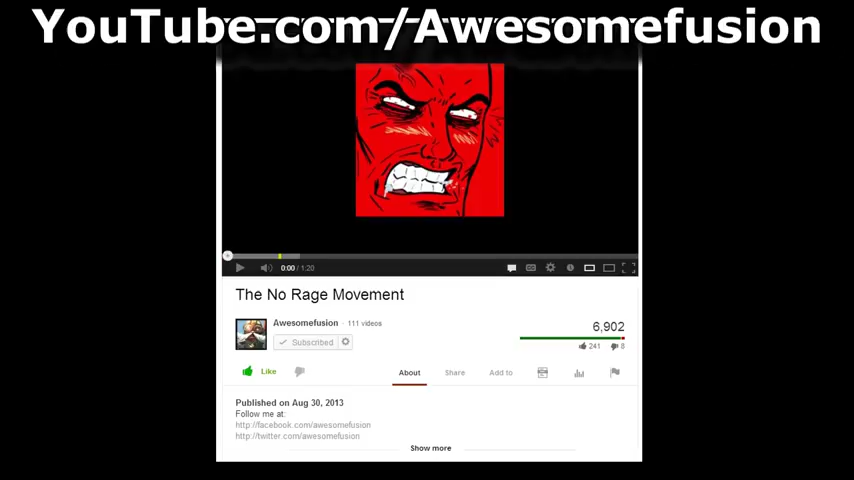 YouTube.com/Awesomefusion
0:00 / 1:20
The No Rage Movement
Awesomefusion · 111 videos
Subscribed
6,902
241 8
Like
About Share Add to
Published on Aug 30, 2013
Follow me at:
http://facebook.com/awesomefusion
http://twitter.com/awesomefusion
Show more